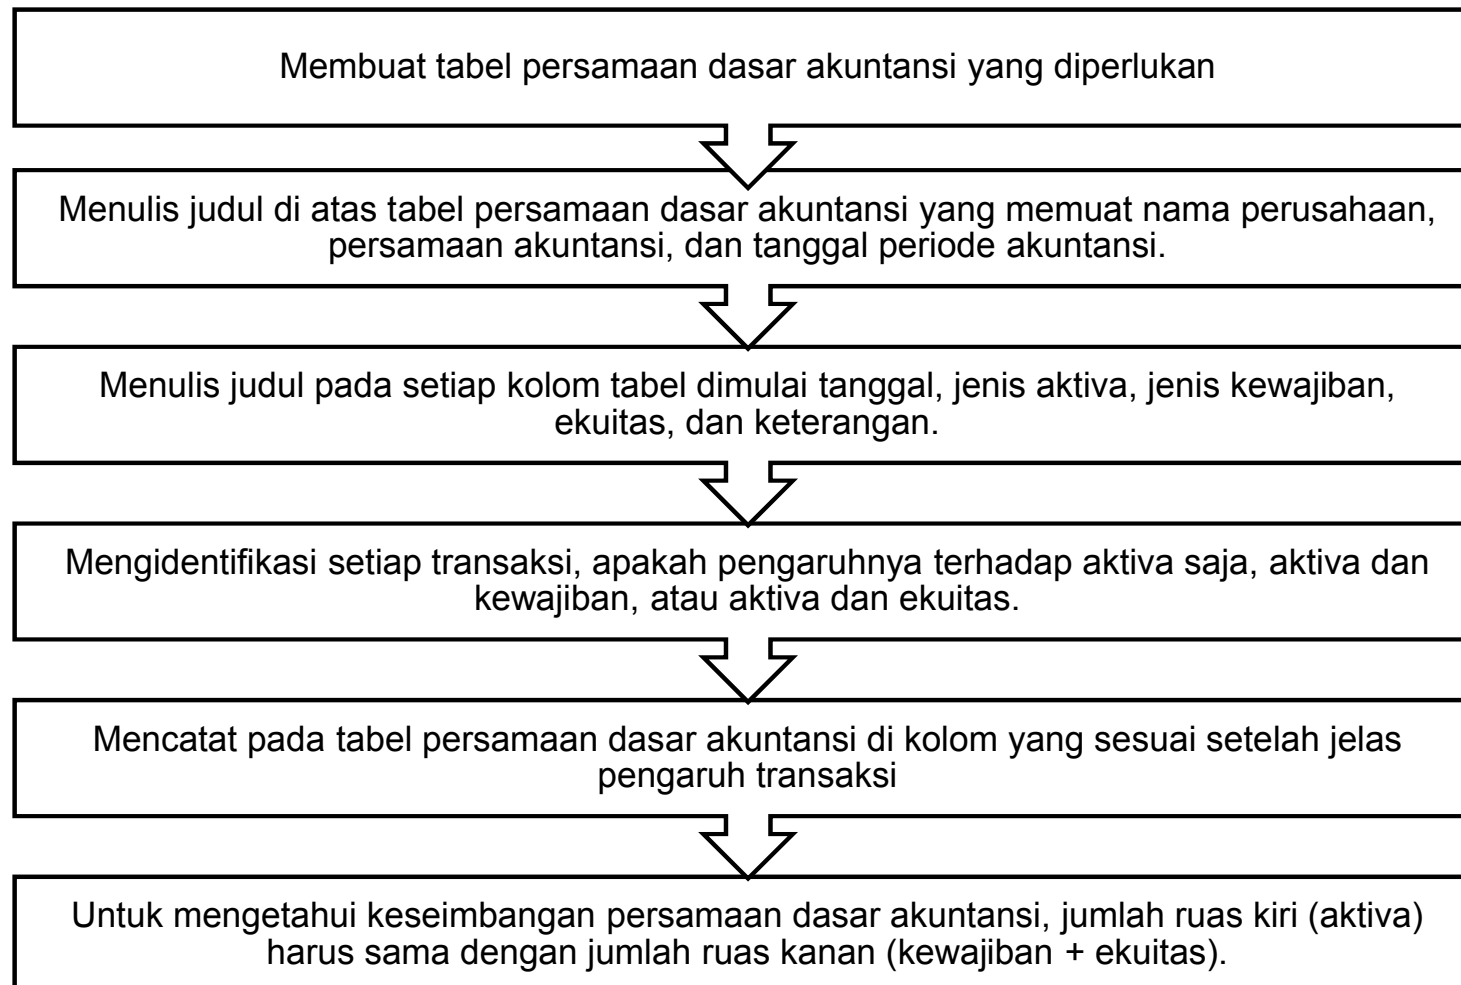 Membuat tabel persamaan dasar akuntansi yang diperlukan
Menulis judul di atas tabel persamaan dasar akuntansi yang memuat nama perusahaan,
persamaan akuntansi, dan tanggal periode akuntansi.
Menulis judul pada setiap kolom tabel dimulai tanggal, jenis aktiva, jenis kewajiban,
ekuitas, dan keterangan.
Mengidentifikasi setiap transaksi, apakah pengaruhnya terhadap aktiva saja, aktiva dan
kewajiban, atau aktiva dan ekuitas.
Mencatat pada tabel persamaan dasar akuntansi di kolom yang sesuai setelah jelas
pengaruh transaksi
Untuk mengetahui keseimbangan persamaan dasar akuntansi, jumlah ruas kiri (aktiva)
harus sama dengan jumlah ruas kanan (kewajiban + ekuitas).